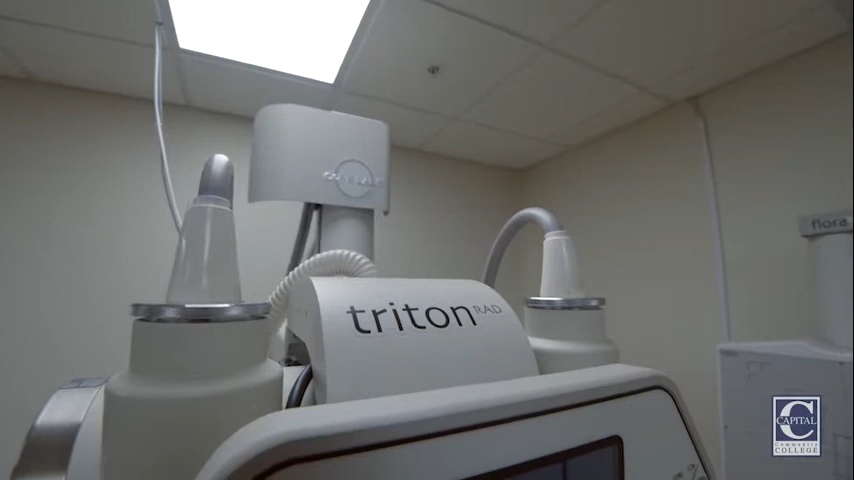 triton RAD
flora
C
CAPITAL
Community
COLLEGE